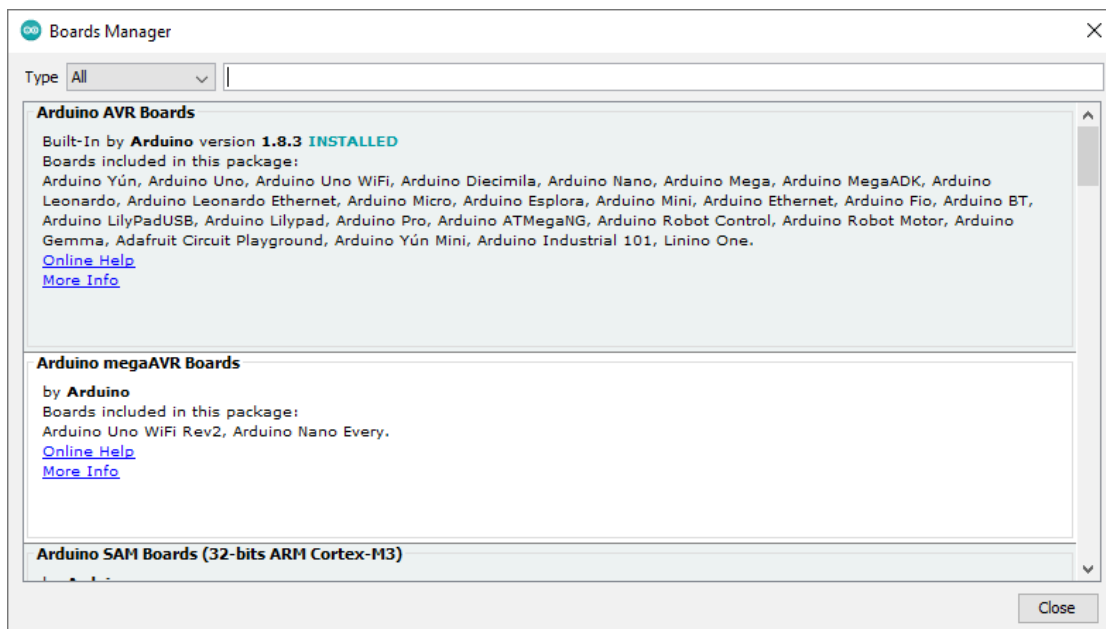 Boards Manager
Type All
Arduino AVR Boards
Built-In by Arduino version 1.8.3 INSTALLED
Boards included in this package:
Arduino Yún, Arduino Uno, Arduino Uno WiFi, Arduino Diecimila, Arduino Nano, Arduino Mega, Arduino MegaADK, Arduino
Leonardo, Arduino Leonardo Ethernet, Arduino Micro, Arduino Esplora, Arduino Mini, Arduino Ethernet, Arduino Fio, Arduino BT,
Arduino LilyPadUSB, Arduino Lilypad, Arduino Pro, Arduino ATMegaNG, Arduino Robot Control, Arduino Robot Motor, Arduino
Gemma, Adafruit Circuit Playground, Arduino Yún Mini, Arduino Industrial 101, Linino One.
Online Help
More Info
Arduino megaAVR Boards
by Arduino
Boards included in this package:
Arduino Uno WiFi Rev2, Arduino Nano Every.
Online Help
More Info
Arduino SAM Boards (32-bits ARM Cortex-M3)
Close